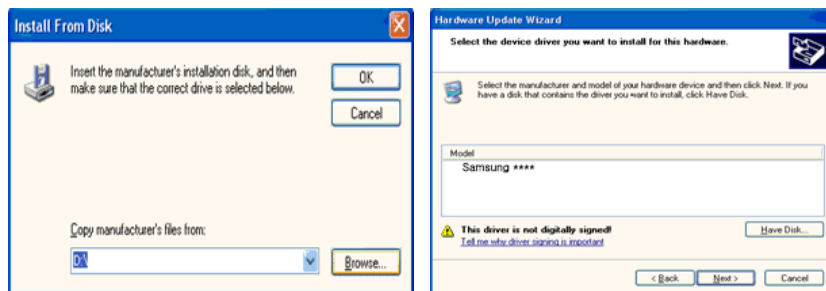 Install From Disk
Insert the manufacturer's installation disk, and then
make sure that the correct drive is selected below.
OK
Cancel
Copy manufacturer's files from:
D:\
Browse...
Hardware Update Wizard
Select the device driver you want to install for this hardware.
Select the manufacturer and model of your hardware device and then click Next. If you
have a disk that contains the driver you want to install, click Have Disk.
Model
Samsung ****
This driver is not digitally signed!
Tell me why driver signing is important
Have Disk...
< Back
Next >
Cancel